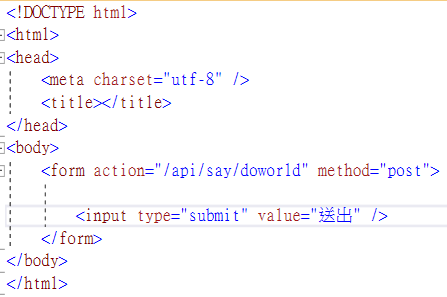 <!DOCTYPE html>
<html>
<head>
    <meta charset="utf-8" />
    <title></title>
</head>
<body>
    <form action="/api/say/doworld" method="post">
        <input type="submit" value="送出" />
    </form>
</body>
</html>